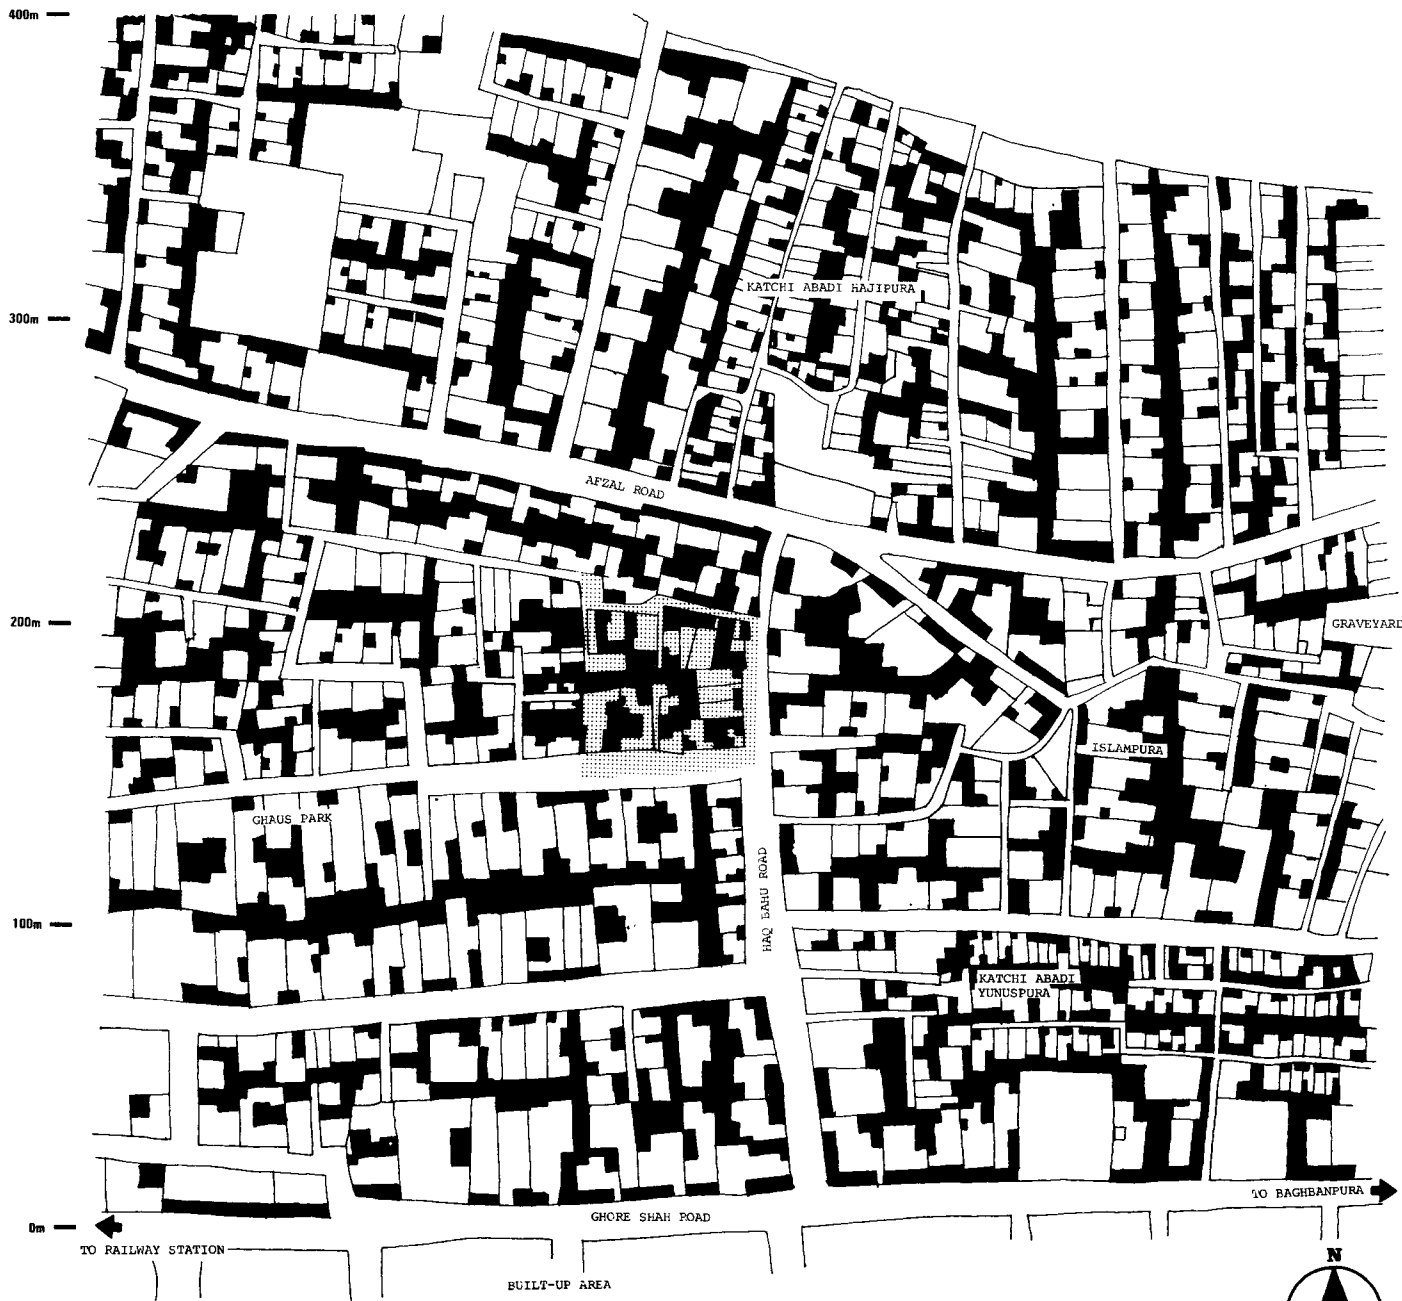 400m
KATCHI ABADI HAJIPURA
300m
AFZAL ROAD
200m
GRAVEYARD
ISLAMPURA
GHAUS PARK
HAQ BAHU ROAD
100m
KATCHI ABADI
YUNUSPURA
TO BAGHBANPURA
GHORE SHAH ROAD
0m
TO RAILWAY STATION
BUILT-UP AREA
N